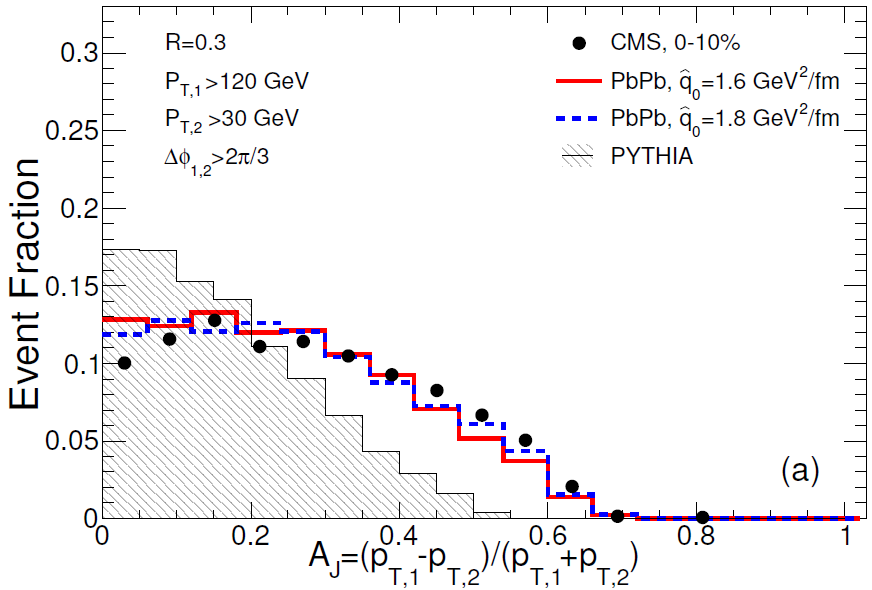 0.3
0.25
0.2
0.15
0.1
0.05
0
Event Fraction
R=0.3
P_{T,1}>120 GeV
P_{T,2}>30 GeV
Δφ_{1,2}>2π/3
CMS, 0-10%
PbPb, q̂_0=1.6 GeV^2/fm
PbPb, q̂_0=1.8 GeV^2/fm
PYTHIA
(a)
0 0.2 0.4 0.6 0.8 1
A_J=(p_{T,1}-p_{T,2})/(p_{T,1}+p_{T,2})